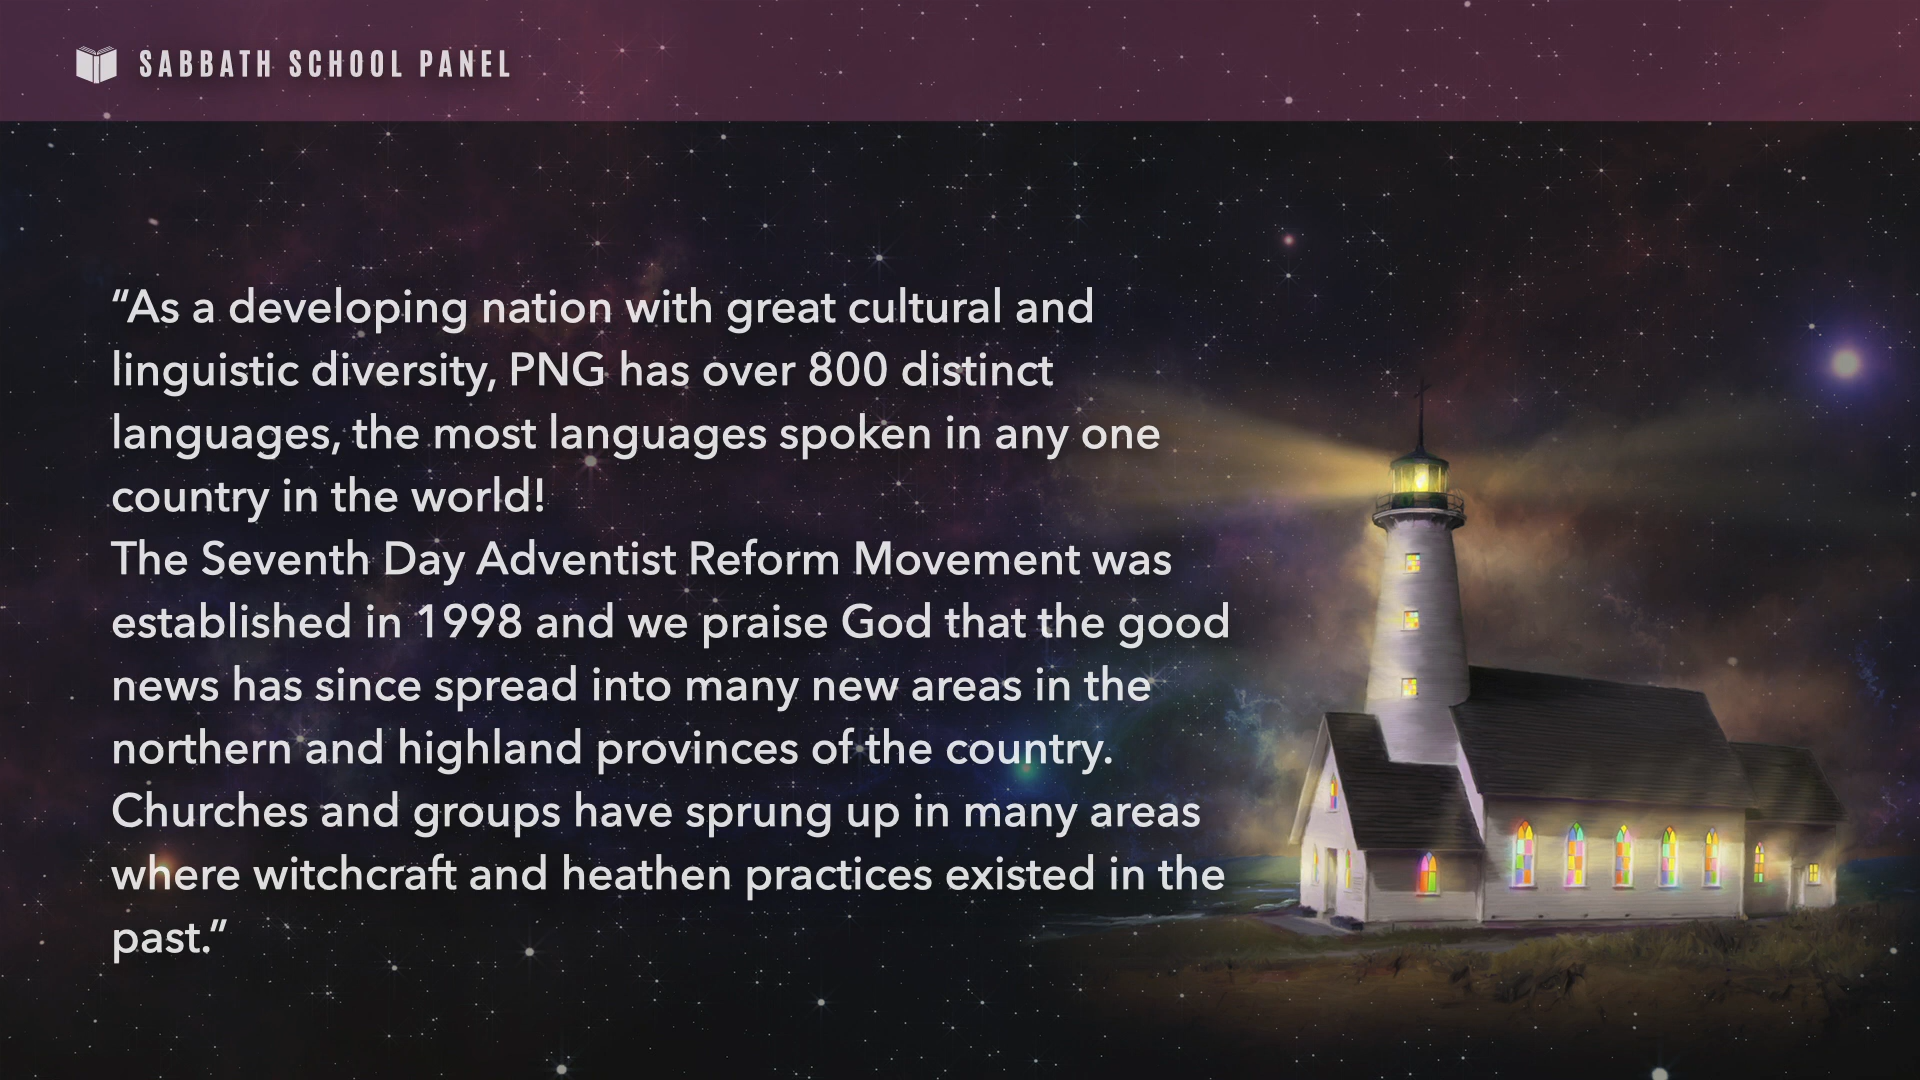 SABBATH SCHOOL PANEL
“As a developing nation with great cultural and
linguistic diversity, PNG has over 800 distinct
languages, the most languages spoken in any one
country in the world!
The Seventh Day Adventist Reform Movement was
established in 1998 and we praise God that the good
news has since spread into many new areas in the
northern and highland provinces of the country.
Churches and groups have sprung up in many areas
where witchcraft and heathen practices existed in the
past.”